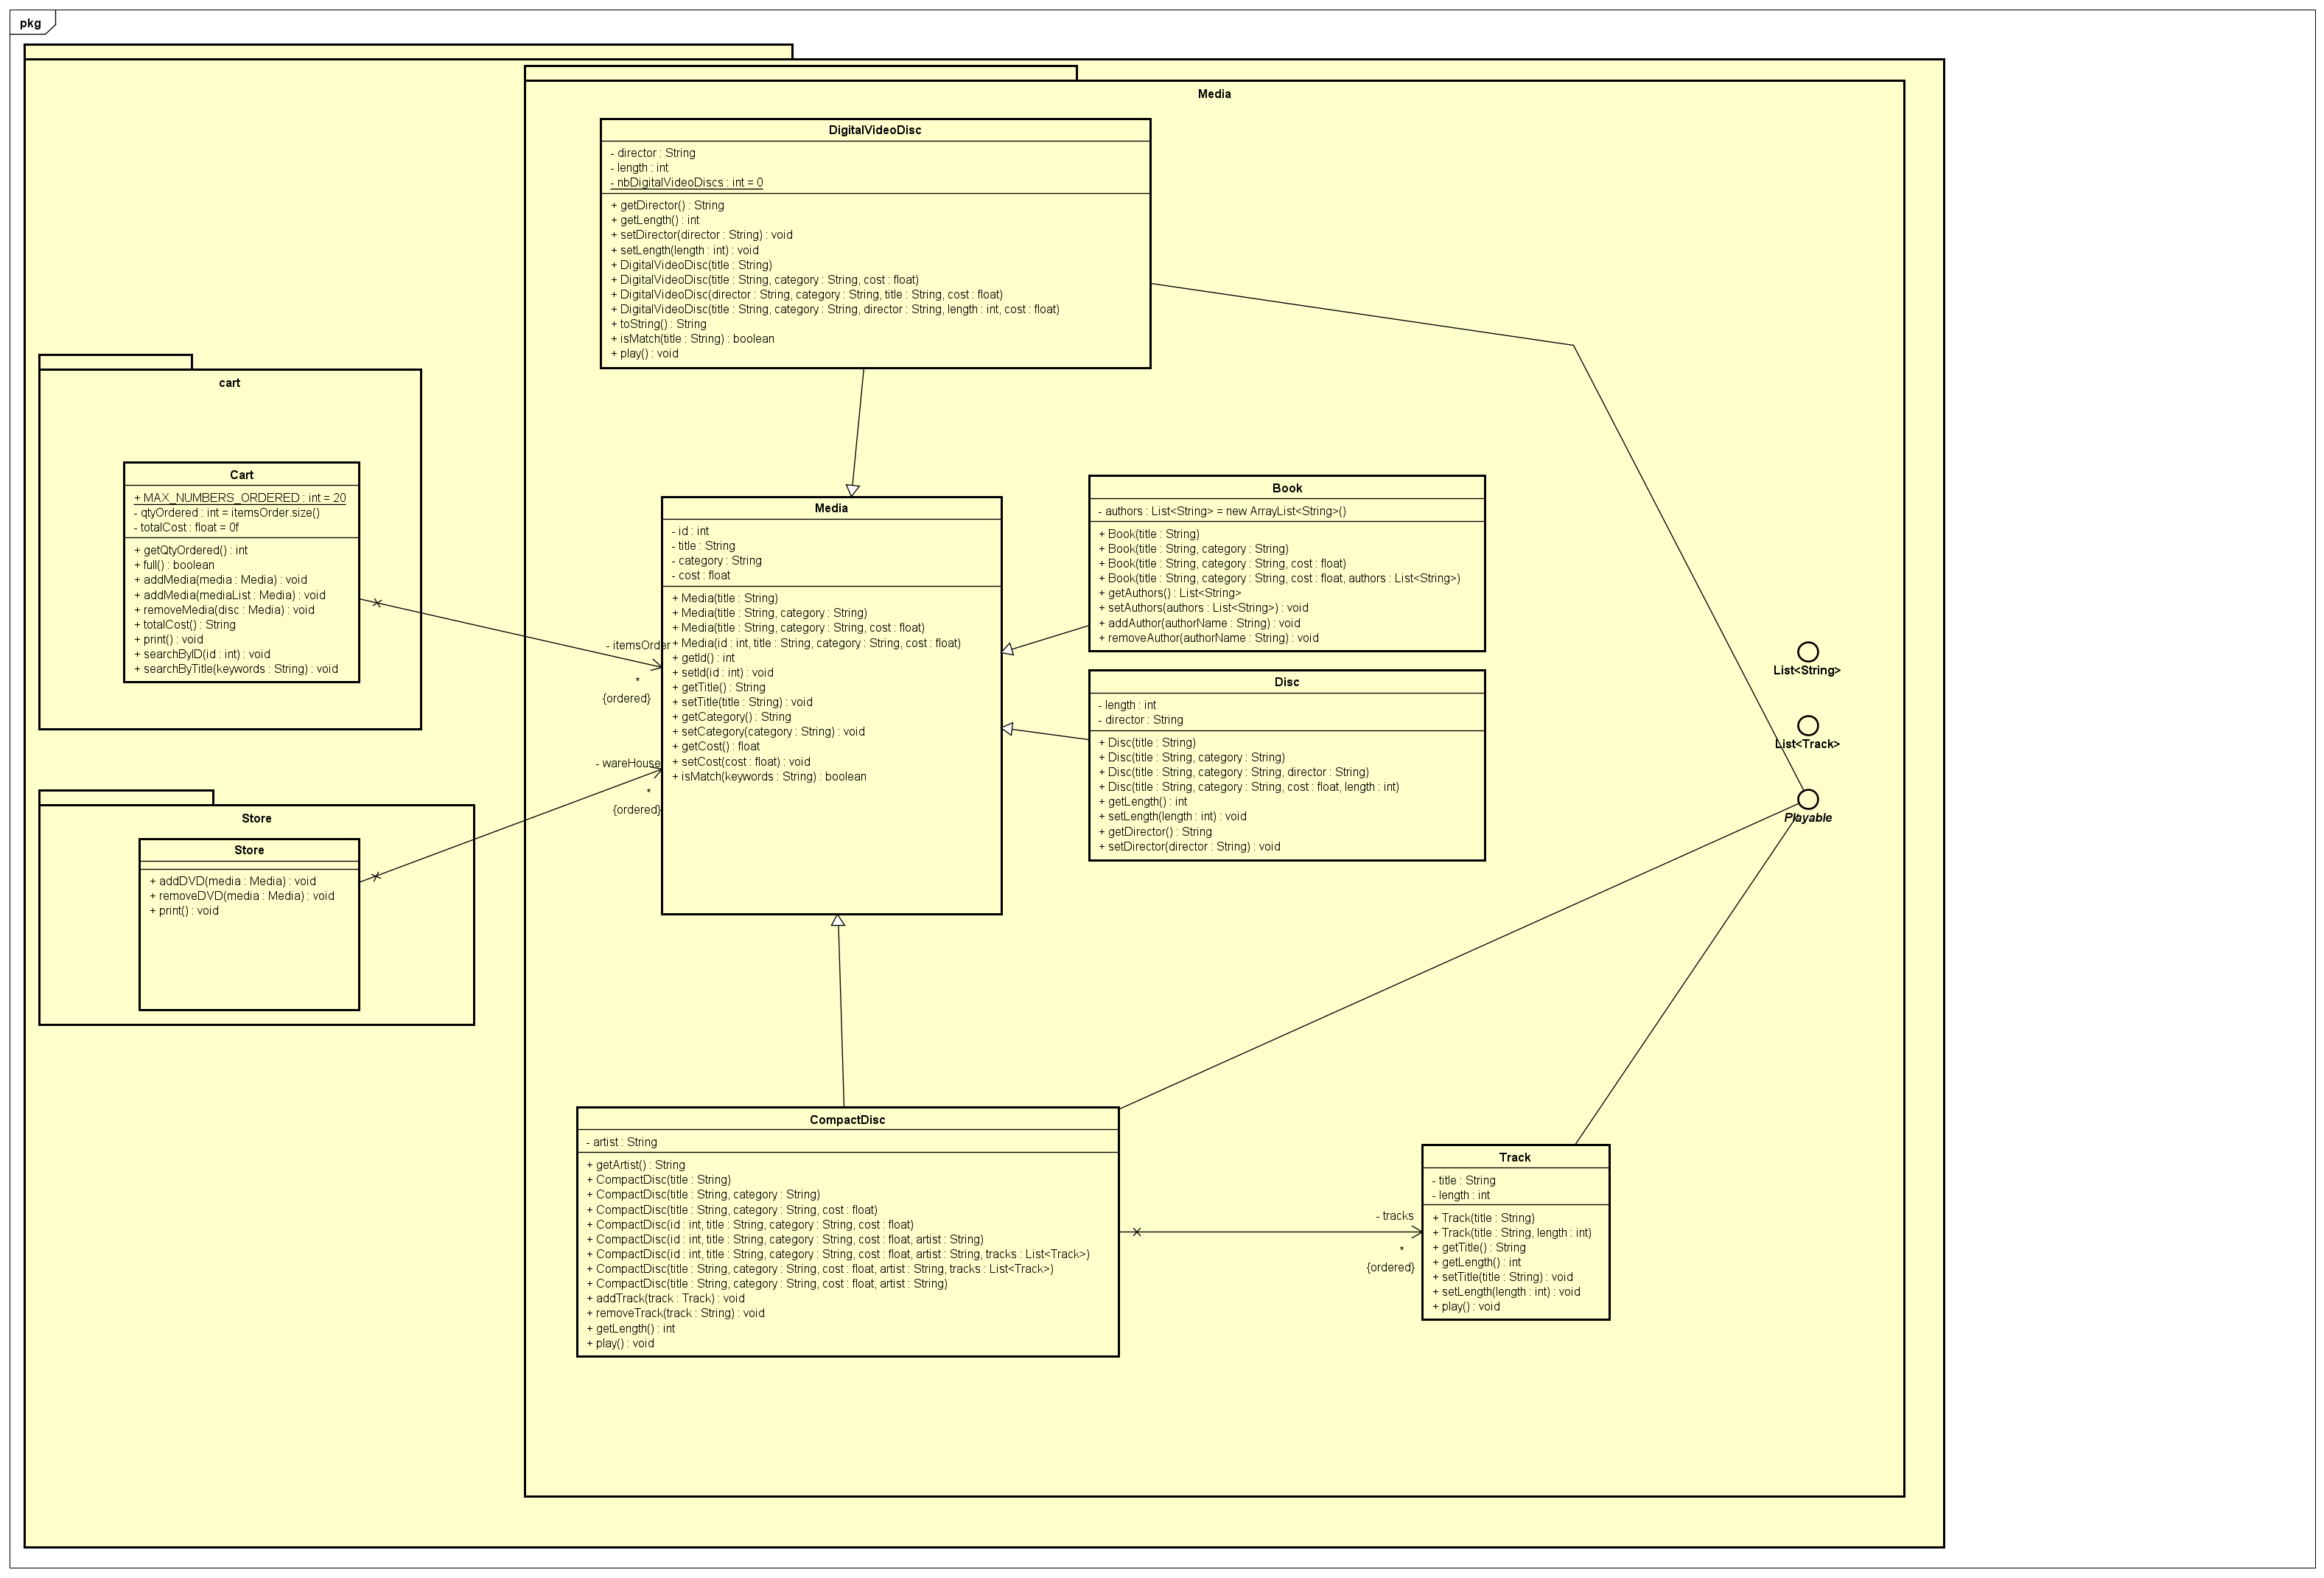 pkg
Media
DigitalVideoDisc
- director : String
- length : int
- nbDigitalVideoDiscs : int = 0
+ getDirector() : String
+ getLength() : int
+ setDirector(director : String) : void
+ setLength(length : int) : void
+ DigitalVideoDisc(title : String)
+ DigitalVideoDisc(title : String, category : String, cost : float)
+ DigitalVideoDisc(director : String, category : String, title : String, cost : float)
+ DigitalVideoDisc(title : String, category : String, director : String, length : int, cost : float)
+ toString() : String
+ isMatch(title : String) : boolean
+ play() : void
cart
Cart
+ MAX_NUMBERS_ORDERED : int = 20
- qtyOrdered : int = itemsOrder.size()
- totalCost : float = 0f
+ getQtyOrdered() : int
+ full() : boolean
+ addMedia(media : Media) : void
+ addMedia(mediaList : Media) : void
+ removeMedia(disc : Media) : void
+ totalCost() : String
+ print() : void
+ searchByID(id : int) : void
+ searchByTitle(keywords : String) : void
- itemsOrder
*
{ordered}
Media
- id : int
- title : String
- category : String
- cost : float
+ Media(title : String)
+ Media(title : String, category : String)
+ Media(title : String, category : String, cost : float)
+ Media(id : int, title : String, category : String, cost : float)
+ getId() : int
+ setId(id : int) : void
+ getTitle() : String
+ setTitle(title : String) : void
+ getCategory() : String
+ setCategory(category : String) : void
+ getCost() : float
+ setCost(cost : float) : void
+ isMatch(keywords : String) : boolean
Book
- authors : List<String> = new ArrayList<String>()
+ Book(title : String)
+ Book(title : String, category : String)
+ Book(title : String, category : String, cost : float)
+ Book(title : String, category : String, cost : float, authors : List<String>)
+ getAuthors() : List<String>
+ setAuthors(authors : List<String>) : void
+ addAuthor(authorName : String) : void
+ removeAuthor(authorName : String) : void
Disc
- length : int
- director : String
+ Disc(title : String)
+ Disc(title : String, category : String)
+ Disc(title : String, category : String, director : String)
+ Disc(title : String, category : String, cost : float, length : int)
+ getLength() : int
+ setLength(length : int) : void
+ getDirector() : String
+ setDirector(director : String) : void
List<String>
List<Track>
Playable
- wareHouse
*
{ordered}
Store
Store
+ addDVD(media : Media) : void
+ removeDVD(media : Media) : void
+ print() : void
CompactDisc
- artist : String
+ getArtist() : String
+ CompactDisc(title : String)
+ CompactDisc(title : String, category : String)
+ CompactDisc(title : String, category : String, cost : float)
+ CompactDisc(id : int, title : String, category : String, cost : float)
+ CompactDisc(id : int, title : String, category : String, cost : float, artist : String)
+ CompactDisc(id : int, title : String, category : String, cost : float, artist : String, tracks : List<Track>)
+ CompactDisc(title : String, category : String, cost : float, artist : String, tracks : List<Track>)
+ CompactDisc(title : String, category : String, cost : float, artist : String)
+ addTrack(track : Track) : void
+ removeTrack(track : String) : void
+ getLength() : int
+ play() : void
- tracks
*
{ordered}
Track
- title : String
- length : int
+ Track(title : String)
+ Track(title : String, length : int)
+ getTitle() : String
+ getLength() : int
+ setTitle(title : String) : void
+ setLength(length : int) : void
+ play() : void